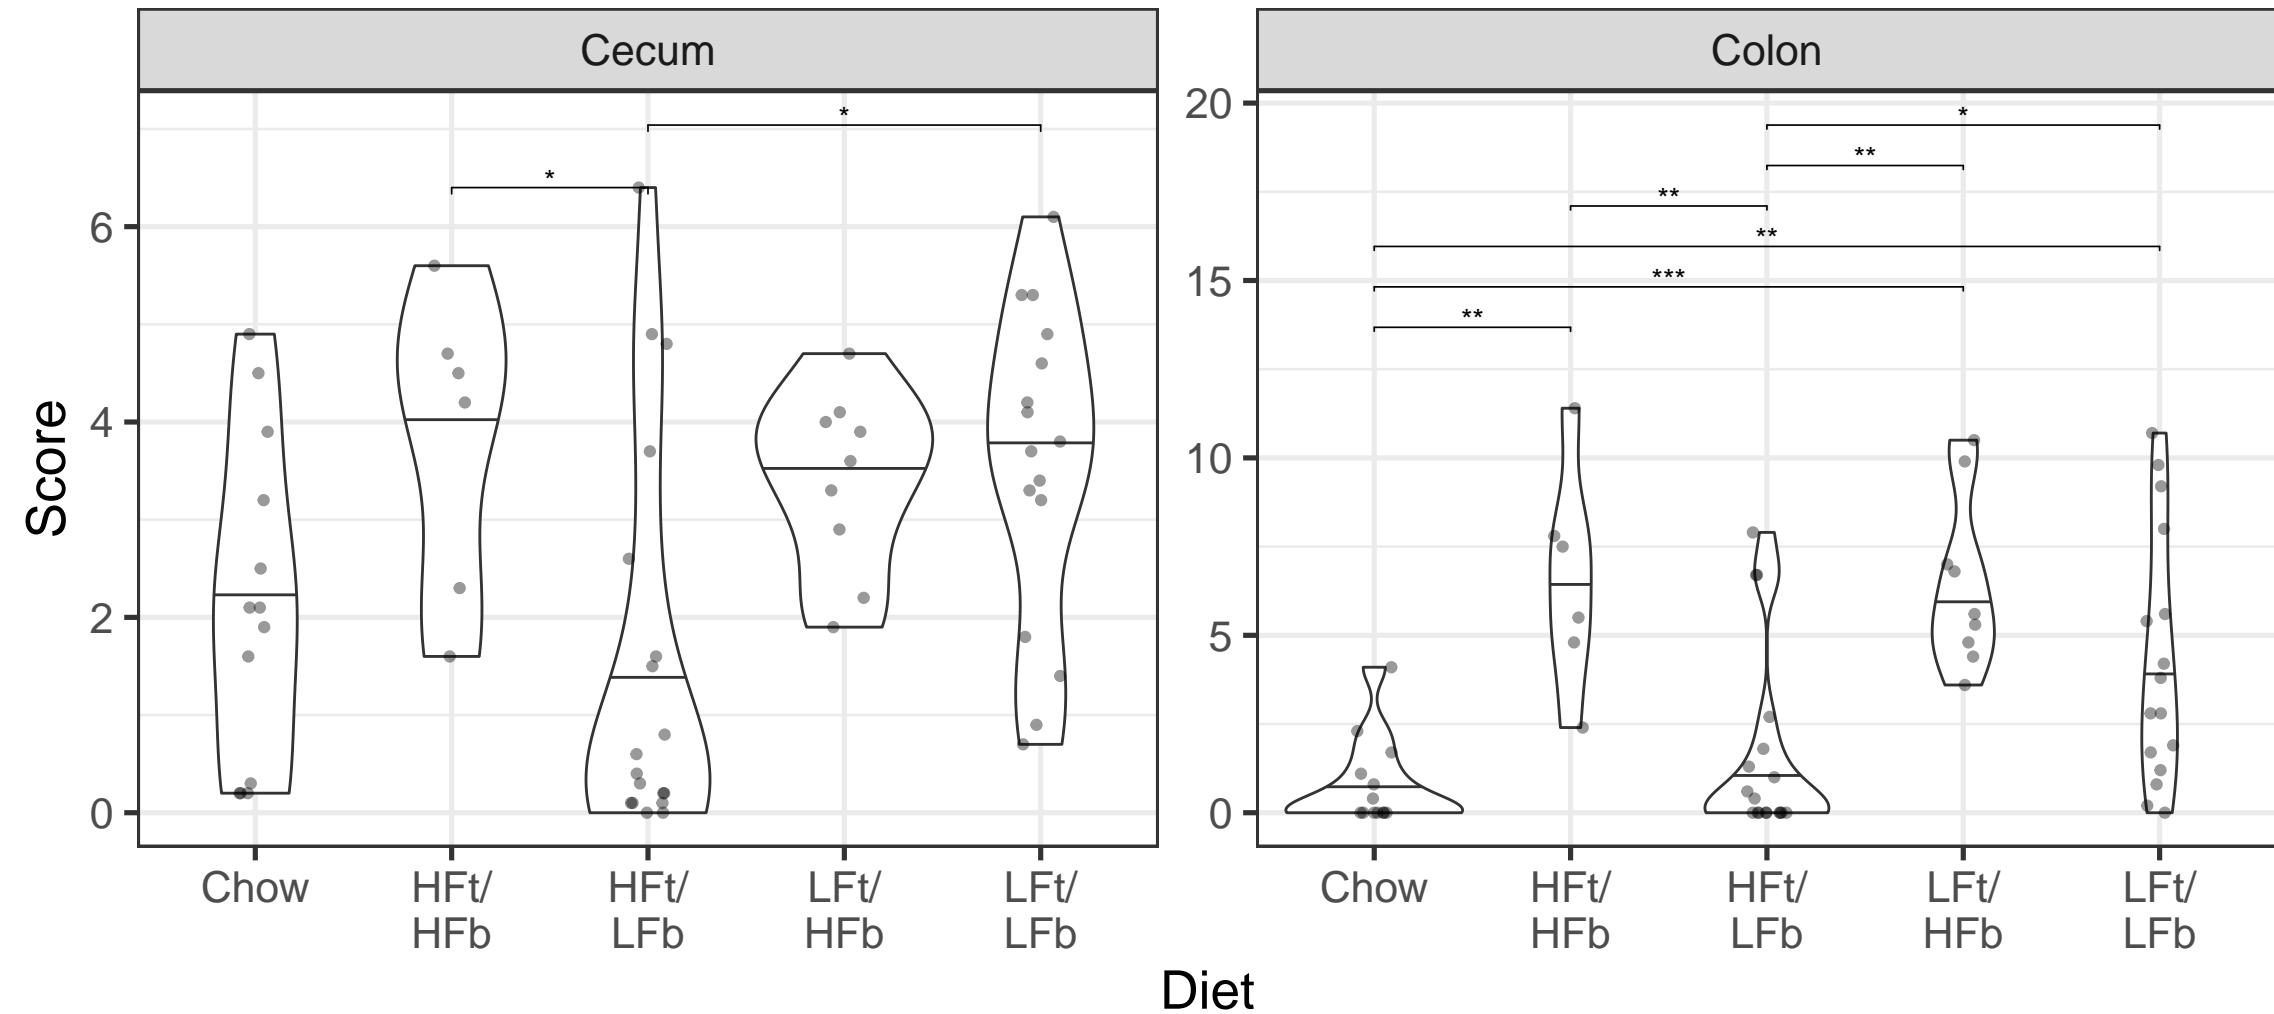 Cecum
Colon
Score
6
4
2
0
*
*
20
15
10
5
0
*
**
**
**
***
**
Chow
HFt/
HFb
HFt/
LFb
LFt/
HFb
LFt/
LFb
Chow
HFt/
HFb
HFt/
LFb
LFt/
HFb
LFt/
LFb
Diet